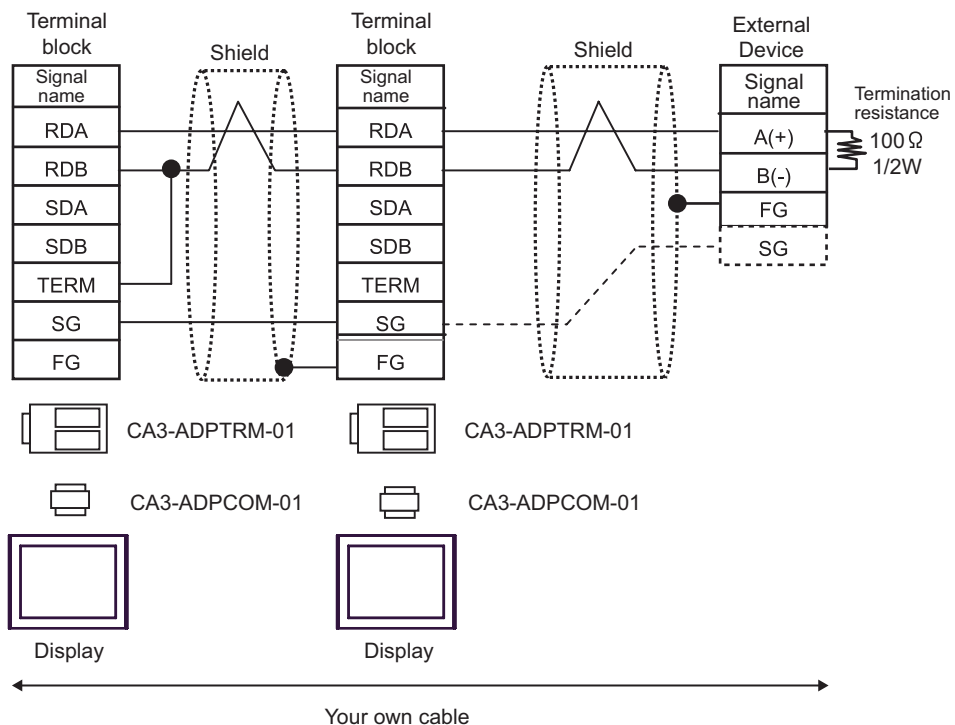 Terminal
block
Signal
name
RDA
RDB
SDA
SDB
TERM
SG
FG
Shield
Terminal
block
Signal
name
RDA
RDB
SDA
SDB
TERM
SG
FG
Shield
External
Device
Signal
name
A(+)
B(-)
FG
SG
Termination
resistance
100 Ω
1/2W
CA3-ADPTRM-01
CA3-ADPTRM-01
CA3-ADPCOM-01
CA3-ADPCOM-01
Display
Display
Your own cable